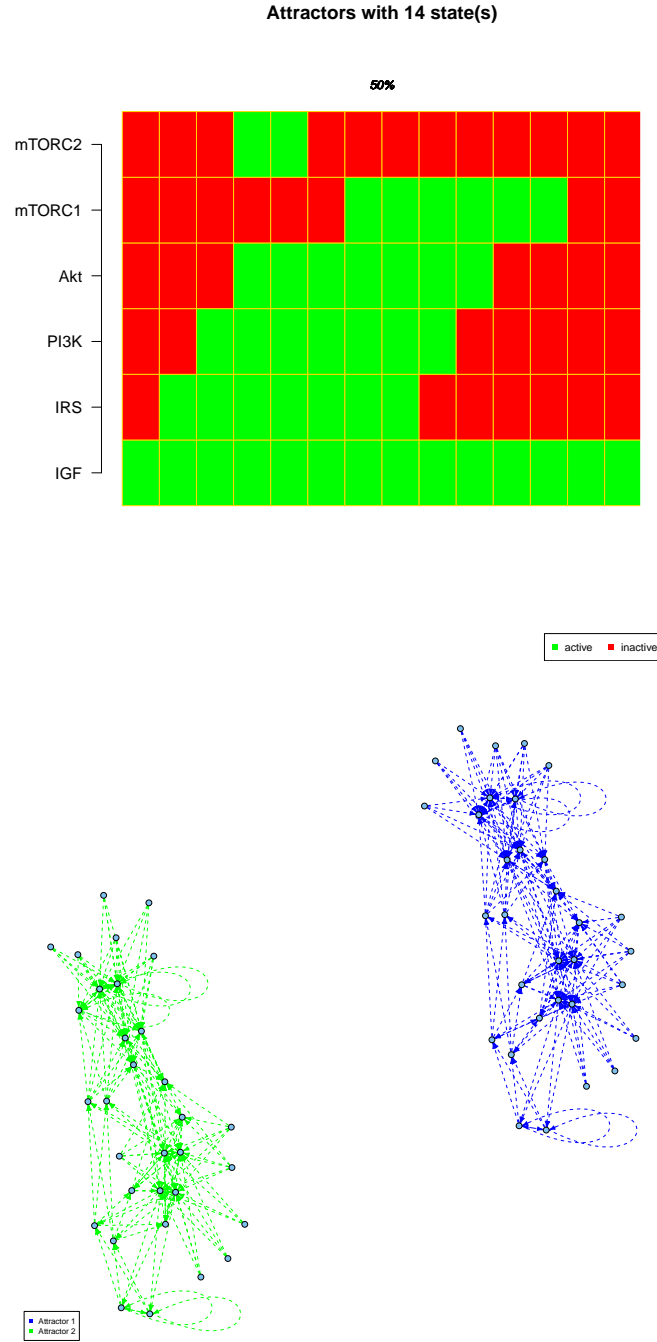 Attractors with 14 state(s)
50%
mTORC2
mTORC1
Akt
PI3K
IRS
IGF
active inactive
Attractor 1
Attractor 2